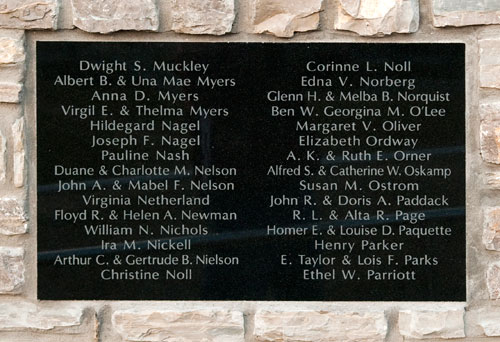 Dwight S. Muckley
Albert B. & Una Mae Myers
Anna D. Myers
Virgil E. & Thelma Myers
Hildegard Nagel
Joseph F. Nagel
Pauline Nash
Duane & Charlotte M. Nelson
John A. & Mabel F. Nelson
Virginia Netherland
Floyd R. & Helen A. Newman
William N. Nichols
Ira M. Nickell
Arthur C. & Gertrude B. Nielson
Christine Noll
Corinne L. Noll
Edna V. Norberg
Glenn H. & Melba B. Norquist
Ben W. Georgina M. O'Lee
Margaret V. Oliver
Elizabeth Ordway
A. K. & Ruth E. Orner
Alfred S. & Catherine W. Oskamp
Susan M. Ostrom
John R. & Doris A. Paddack
R. L. & Alta R. Page
Homer E. & Louise D. Paquette
Henry Parker
E. Taylor & Lois F. Parks
Ethel W. Parriott